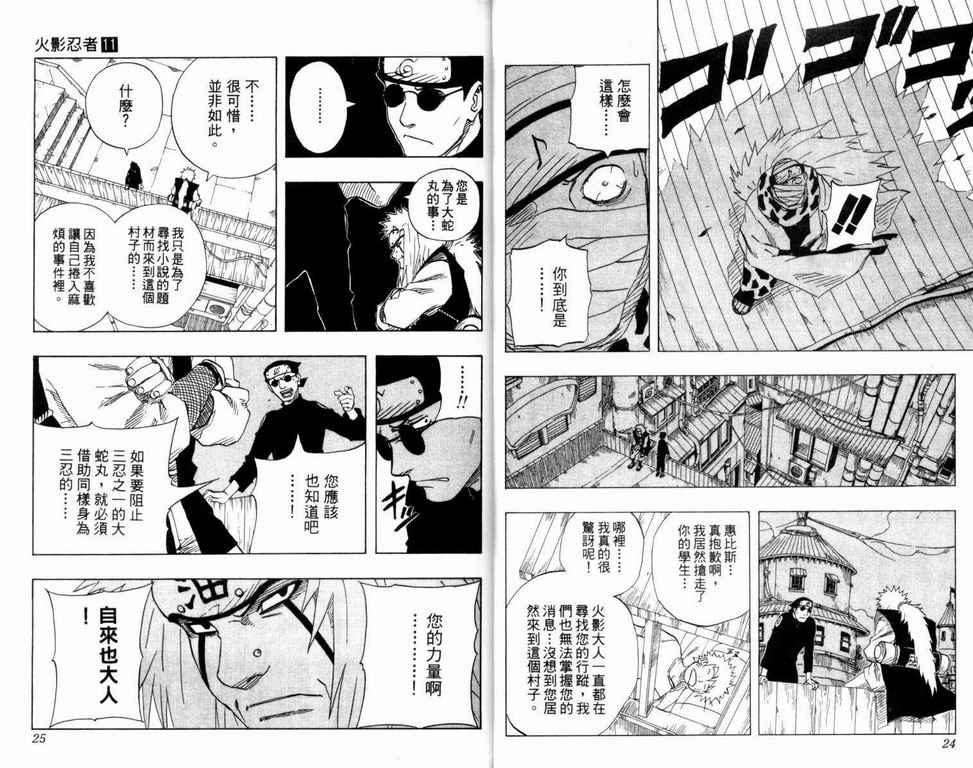 ゴゴゴゴ
!!
怎麼會
這樣……
你到底是
……！
惠比斯…
真抱歉啊，
我居然搶走了
你的學生…
哪裡……
我真的很
驚訝呢！
火影大人一直都在
尋找您的行蹤，我
們也無法掌握您的
消息…沒想到您居
然來到這個村子。
24
火影忍者11
………
您是
為了大蛇
丸的事…
不……
很可惜，
並非如此。
什麼？
我只是為了
尋找小說的題
材而來到這個
村子的……
因為我不喜歡
讓自己捲入麻
煩的事件裡。
……!!
您應該
也知道吧
……！
如果要阻止
三忍之一的大
蛇丸，就必須
借助同樣身為
三忍的……
您的力量啊
………！
油
自來也大人
！
25